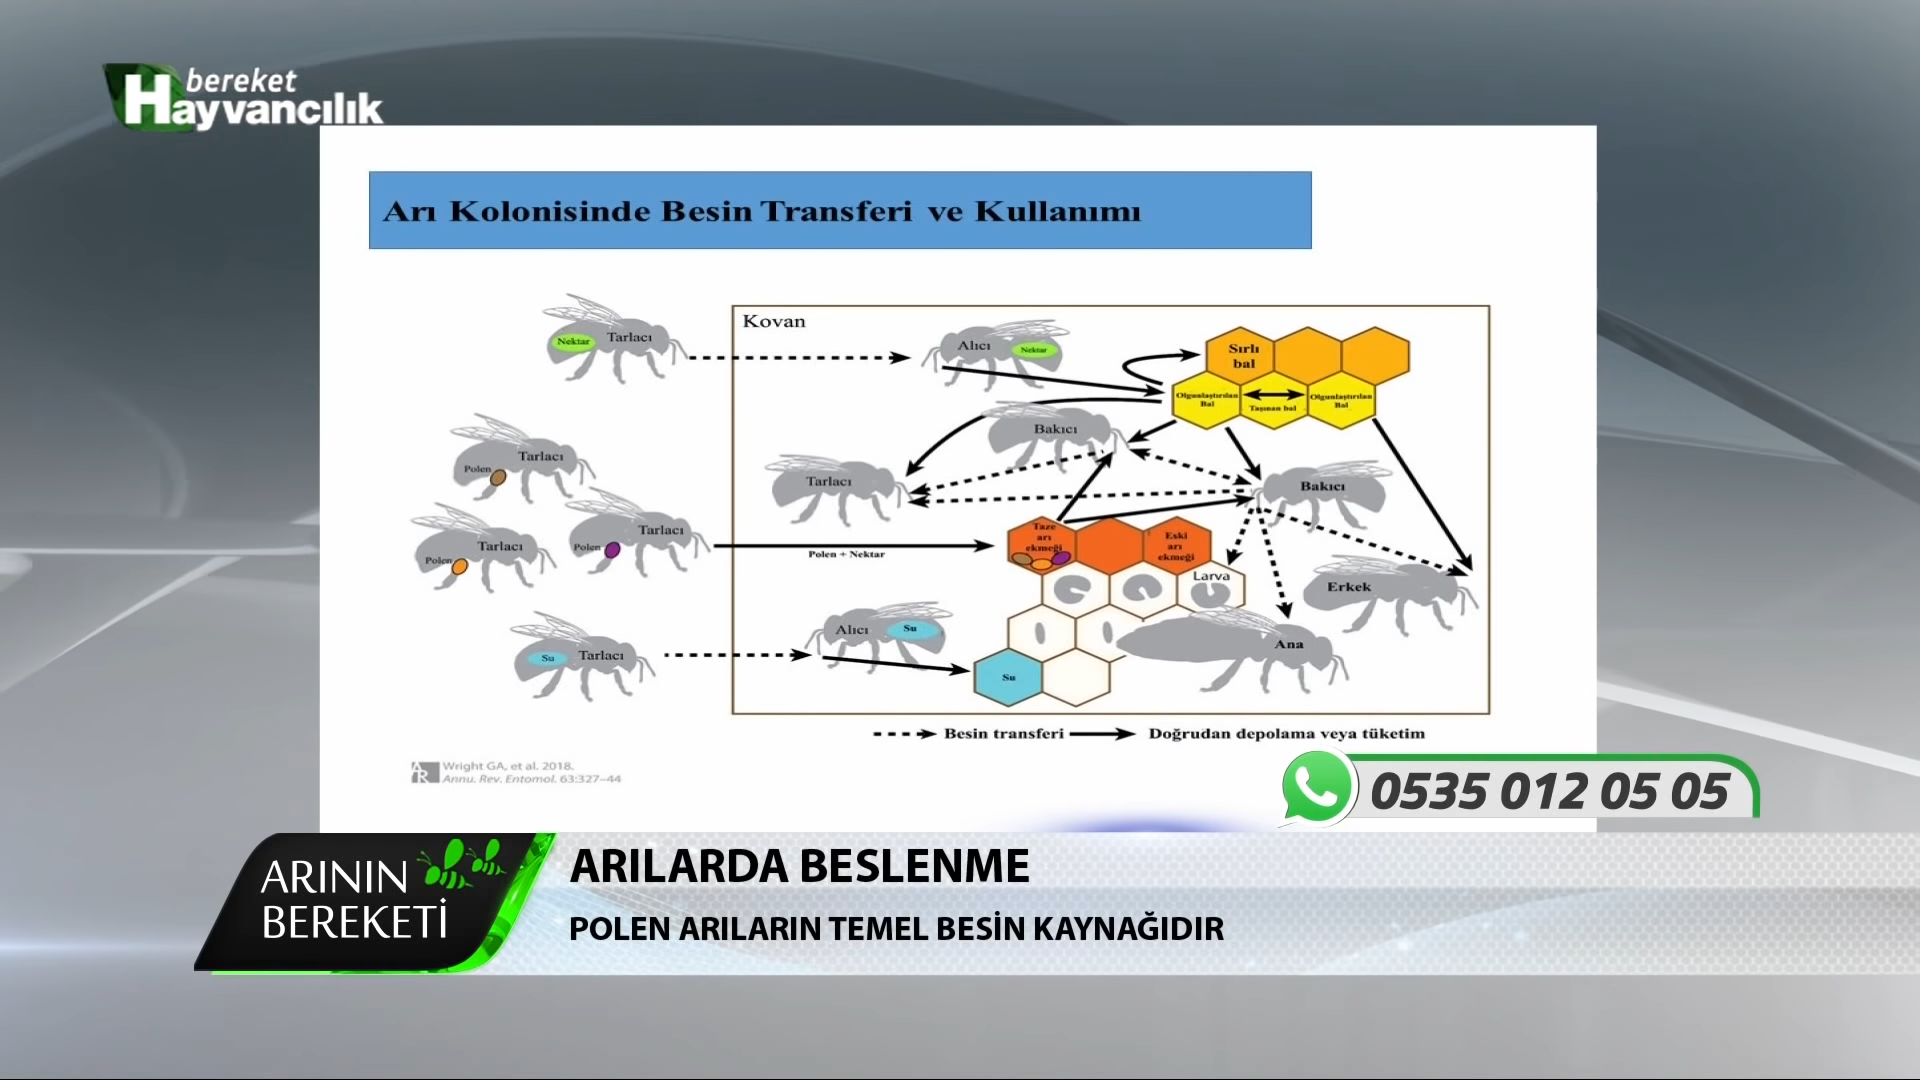 bereket
Hayvancılık
Arı Kolonisinde Besin Transferi ve Kullanımı
Kovan
Nektar
Tarlacı
Alıcı
Nektar
Sırlı
bal
Olgunlaştırılan
Bal
Taşınan bal
Olgunlaştırılan
Bal
Bakıcı
Polen
Tarlacı
Tarlacı
Bakıcı
Polen
Tarlacı
Polen
Tarlacı
Polen + Nektar
Taze
arı
ekmeği
Eski
arı
ekmeği
Larva
Erkek
Su
Tarlacı
Alıcı
Su
Ana
Su
Besin transferi
Doğrudan depolama veya tüketim
AR
Wright GA, et al. 2018.
Annu. Rev. Entomol. 63:327–44
0535 012 05 05
ARININ
BEREKETİ
ARILARDA BESLENME
POLEN ARILARIN TEMEL BESİN KAYNAĞIDIR